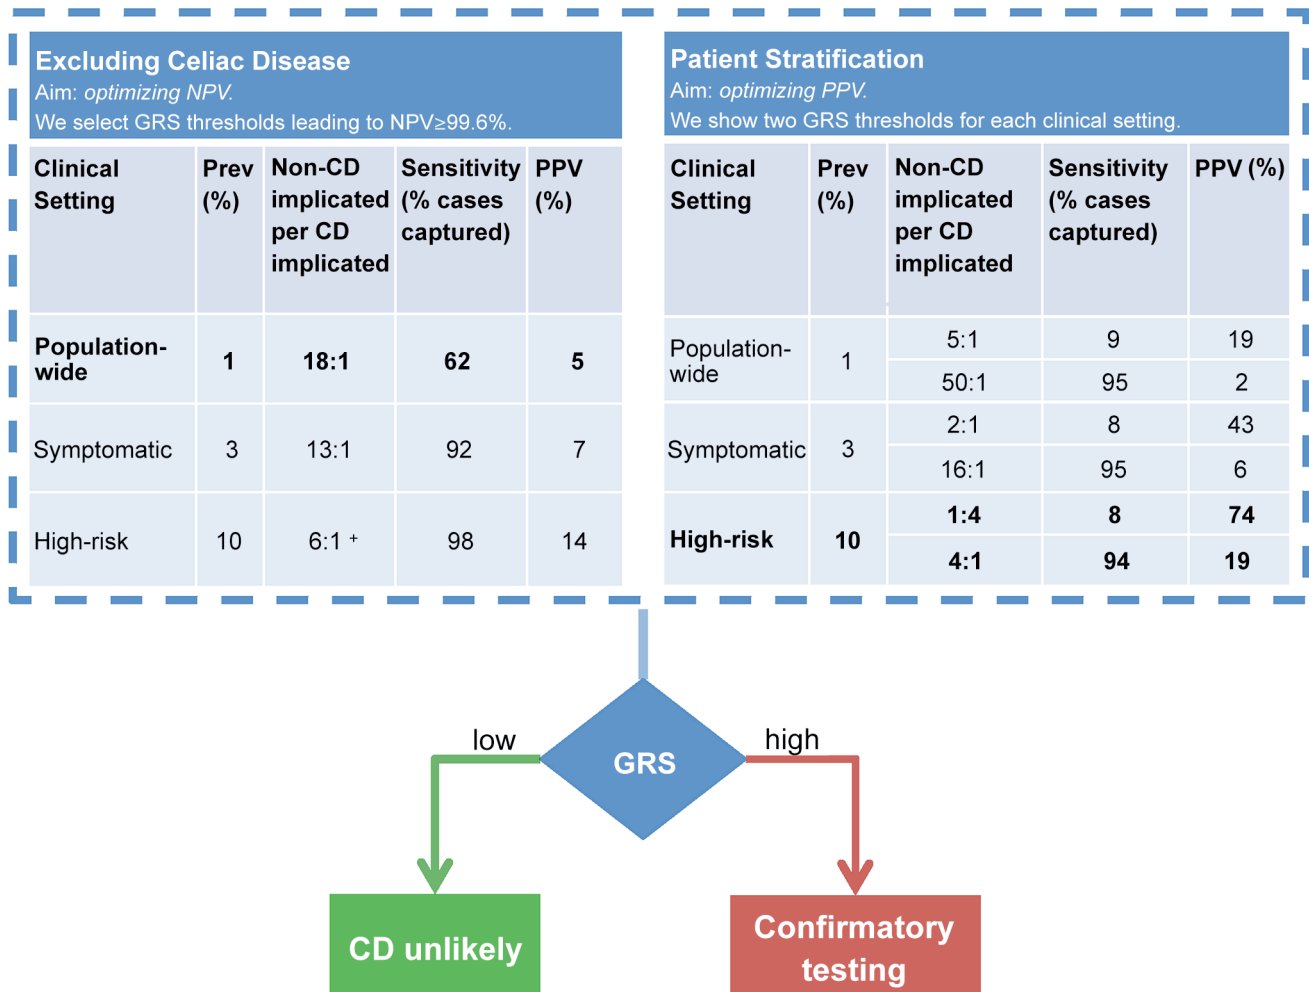 Excluding Celiac Disease
Aim: optimizing NPV.
We select GRS thresholds leading to NPV≥99.6%.
Clinical Setting Prev (%) Non-CD implicated per CD implicated Sensitivity (% cases captured) PPV (%)
Population-wide 1 18:1 62 5
Symptomatic 3 13:1 92 7
High-risk 10 6:1 + 98 14
Patient Stratification
Aim: optimizing PPV.
We show two GRS thresholds for each clinical setting.
Clinical Setting Prev (%) Non-CD implicated per CD implicated Sensitivity (% cases captured) PPV (%)
Population-wide 1 5:1 9 19
50:1 95 2
Symptomatic 3 2:1 8 43
16:1 95 6
High-risk 10 1:4 8 74
4:1 94 19
low
GRS
high
CD unlikely
Confirmatory
testing